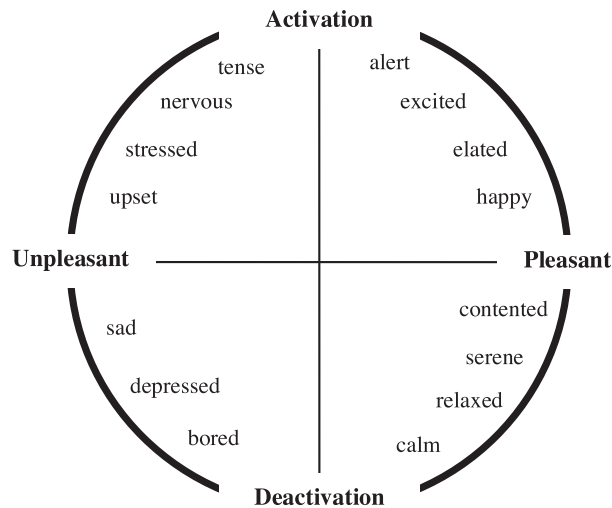 Activation
tense
alert
nervous
excited
stressed
elated
upset
happy
Unpleasant
Pleasant
contented
sad
serene
depressed
relaxed
bored
calm
Deactivation